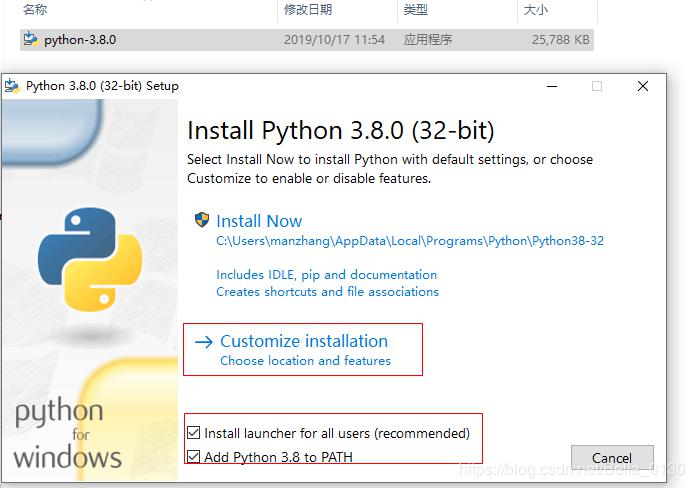 名称 修改日期 类型 大小
python-3.8.0 2019/10/17 11:54 应用程序 25,788 KB
Python 3.8.0 (32-bit) Setup
Install Python 3.8.0 (32-bit)
Select Install Now to install Python with default settings, or choose
Customize to enable or disable features.
Install Now
C:\Users\manzhang\AppData\Local\Programs\Python\Python38-32
Includes IDLE, pip and documentation
Creates shortcuts and file associations
Customize installation
Choose location and features
python
for
windows
Install launcher for all users (recommended)
Add Python 3.8 to PATH
Cancel
https://blog.csdn.net/Bella_0130